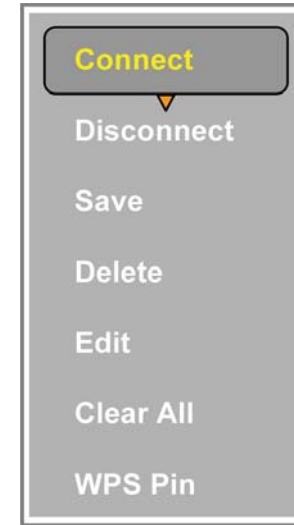 Connect
Disconnect
Save
Delete
Edit
Clear All
WPS Pin